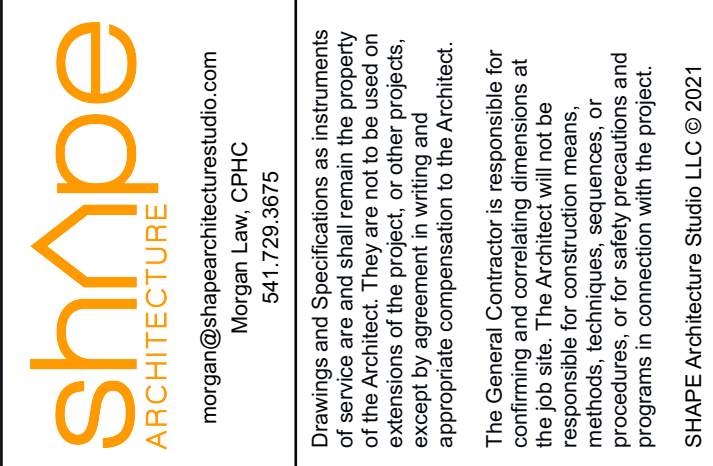 shape
ARCHITECTURE
morgan@shapearchitecturestudio.com
Morgan Law, CPHC
541.729.3675
Drawings and Specifications as instruments
of service are and shall remain the property
of the Architect. They are not to be used on
extensions of the project, or other projects,
except by agreement in writing and
appropriate compensation to the Architect.
The General Contractor is responsible for
confirming and correlating dimensions at
the job site. The Architect will not be
responsible for construction means,
methods, techniques, sequences, or
procedures, or for safety precautions and
programs in connection with the project.
SHAPE Architecture Studio LLC © 2021